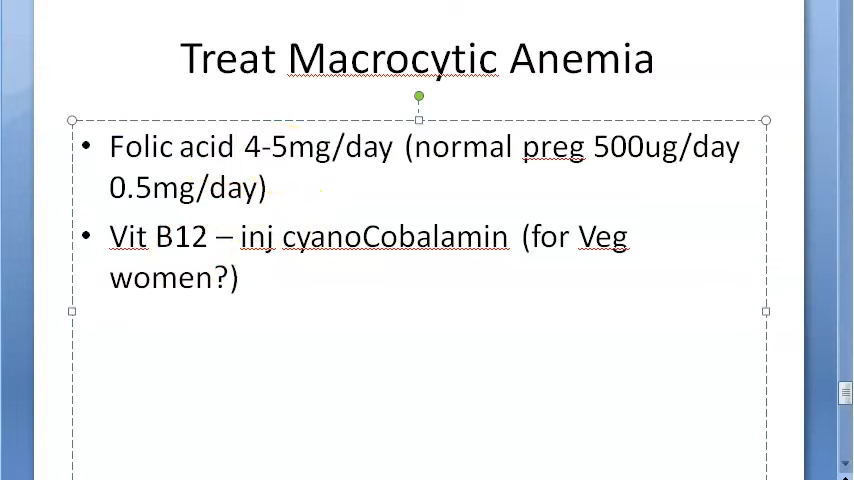 Treat Macrocytic Anemia
• Folic acid 4-5mg/day (normal preg 500ug/day
0.5mg/day)
• Vit B12 – inj cyanoCobalamin (for Veg
women?)